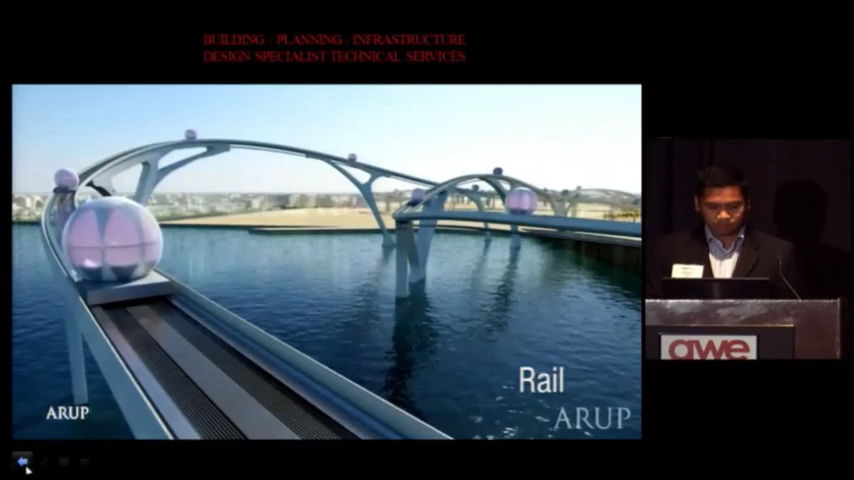 BUILDING / PLANNING / INFRASTRUCTURE
DESIGN SPECIALIST TECHNICAL SERVICES
Rail
ARUP
ARUP
awe